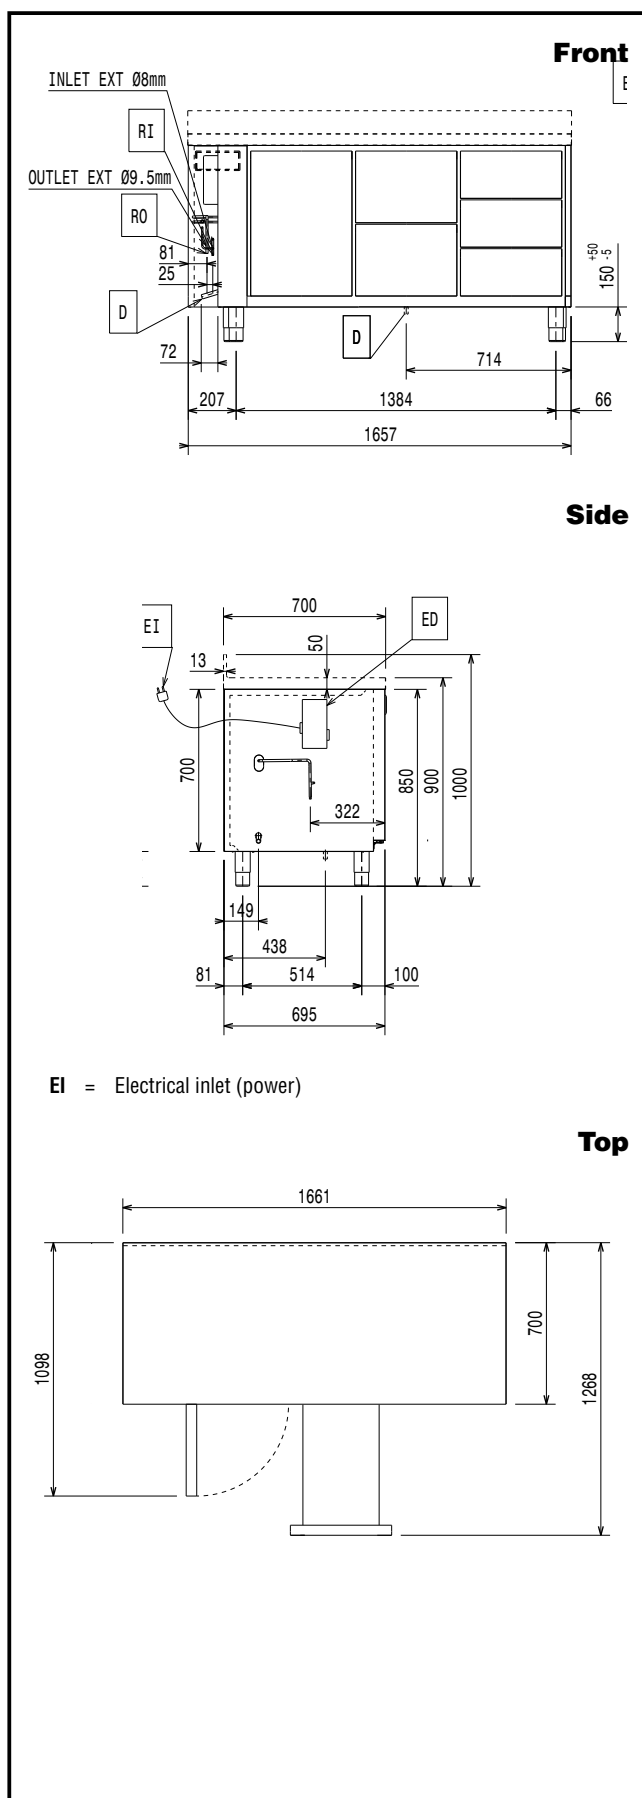 Front
INLET EXT Ø8mm
E
RI
OUTLET EXT Ø9.5mm
RO
81
25
150 +50 -5
D
D
72
714
207
1384
66
1657
Side
700
ED
EI
50
13
700
322
850
900
1000
149
438
81
514
100
695
EI = Electrical inlet (power)
Top
1661
1098
700
1268